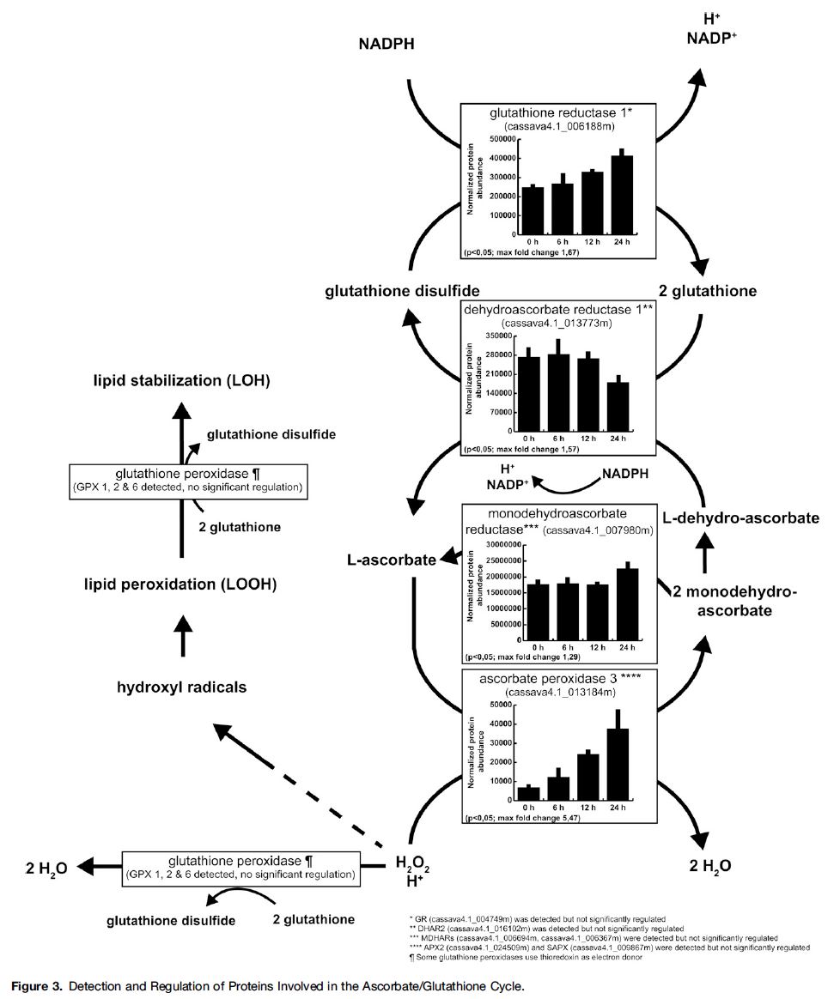 NADPH
H⁺
NADP⁺
glutathione reductase 1*
(cassava4.1_006188m)
Normalized protein
abundance
500000
400000
300000
200000
100000
0
0 h 6 h 12 h 24 h
(p<0,05; max fold change 1,67)
glutathione disulfide
2 glutathione
dehydroascorbate reductase 1**
(cassava4.1_013773m)
Normalized protein
abundance
350000
280000
210000
140000
70000
0
0 h 6 h 12 h 24 h
(p<0,05; max fold change 1,57)
lipid stabilization (LOH)
glutathione disulfide
glutathione peroxidase ¶
(GPX 1, 2 & 6 detected, no significant regulation)
2 glutathione
lipid peroxidation (LOOH)
hydroxyl radicals
H⁺
NADP⁺
NADPH
monodehydroascorbate
reductase*** (cassava4.1_007980m)
Normalized protein
abundance
30000000
25000000
20000000
15000000
10000000
5000000
0
0 h 6 h 12 h 24 h
(p<0,05; max fold change 1,29)
L-ascorbate
L-dehydro-ascorbate
2 monodehydro-
ascorbate
ascorbate peroxidase 3 ****
(cassava4.1_013184m)
Normalized protein
abundance
50000
40000
30000
20000
10000
0
0 h 6 h 12 h 24 h
(p<0,05; max fold change 5,47)
2 H₂O
glutathione peroxidase ¶
(GPX 1, 2 & 6 detected, no significant regulation)
H₂O₂
H⁺
2 H₂O
glutathione disulfide
2 glutathione
* GR (cassava4.1_004749m) was detected but not significantly regulated
** DHAR2 (cassava4.1_016102m) was detected but not significantly regulated
*** MDHARs (cassava4.1_006694m, cassava4.1_006367m) were detected but not significantly regulated
**** APX2 (cassava4.1_024509m) and SAPX (cassava4.1_009867m) were detected but not significantly regulated
¶ Some glutathione peroxidases use thioredoxin as electron donor
Figure 3. Detection and Regulation of Proteins Involved in the Ascorbate/Glutathione Cycle.